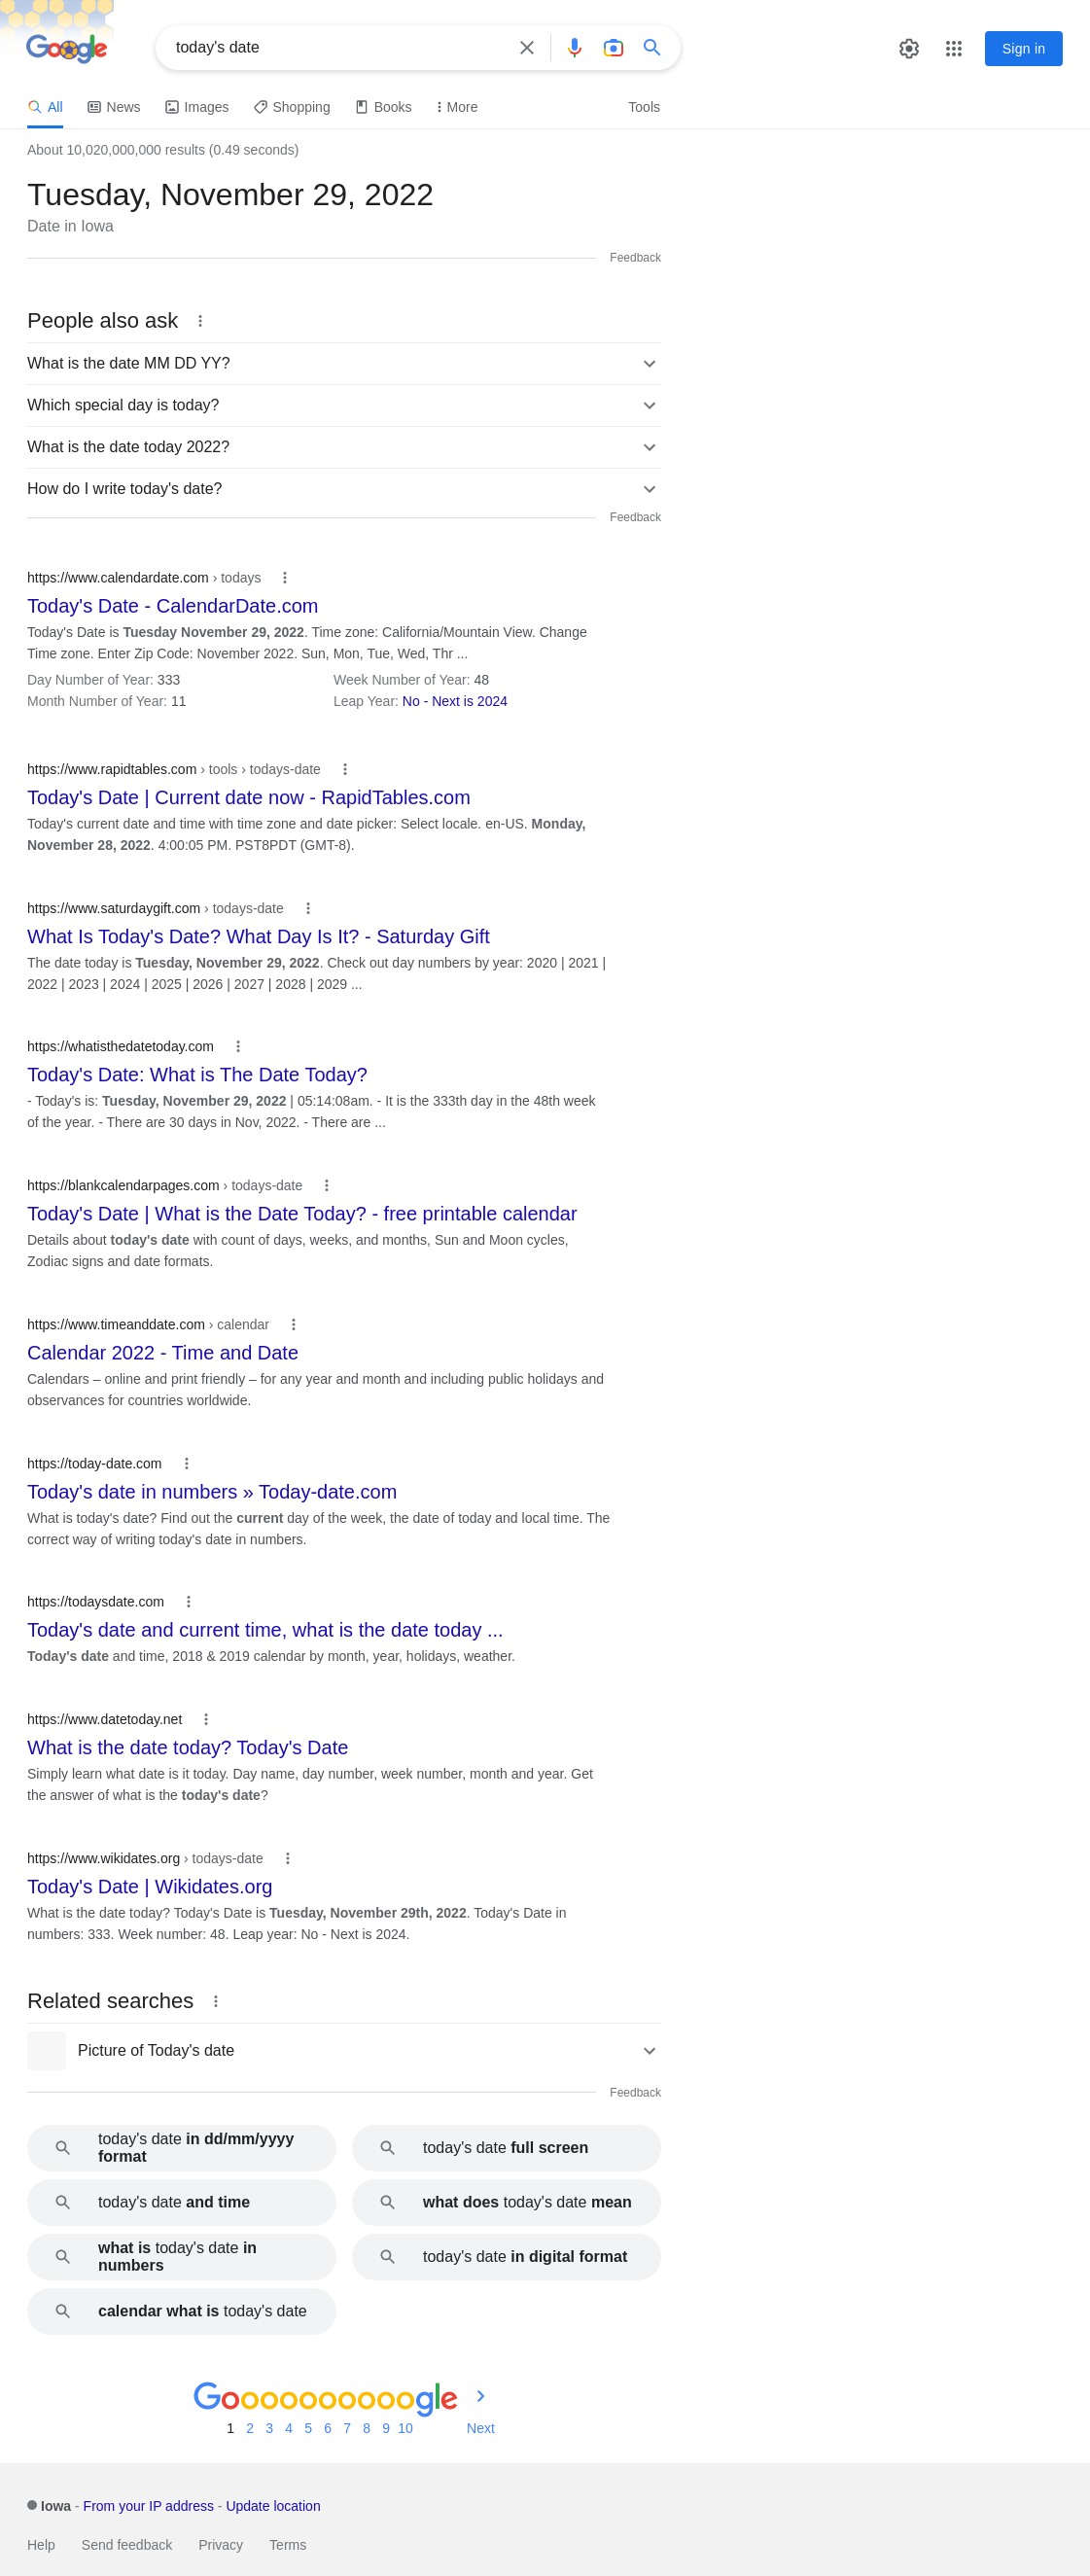 Google
today's date
Sign in
All
News
Images
Shopping
Books
More
Tools
About 10,020,000,000 results (0.49 seconds)
Tuesday, November 29, 2022
Date in Iowa
Feedback
People also ask
What is the date MM DD YY?
Which special day is today?
What is the date today 2022?
How do I write today's date?
Feedback
https://www.calendardate.com › todays
Today's Date - CalendarDate.com
Today's Date is Tuesday November 29, 2022. Time zone: California/Mountain View. Change
Time zone. Enter Zip Code: November 2022. Sun, Mon, Tue, Wed, Thr ...
Day Number of Year: 333
Week Number of Year: 48
Month Number of Year: 11
Leap Year: No - Next is 2024
https://www.rapidtables.com › tools › todays-date
Today's Date | Current date now - RapidTables.com
Today's current date and time with time zone and date picker: Select locale. en-US. Monday,
November 28, 2022. 4:00:05 PM. PST8PDT (GMT-8).
https://www.saturdaygift.com › todays-date
What Is Today's Date? What Day Is It? - Saturday Gift
The date today is Tuesday, November 29, 2022. Check out day numbers by year: 2020 | 2021 |
2022 | 2023 | 2024 | 2025 | 2026 | 2027 | 2028 | 2029 ...
https://whatisthedatetoday.com
Today's Date: What is The Date Today?
- Today's is: Tuesday, November 29, 2022 | 05:14:08am. - It is the 333th day in the 48th week
of the year. - There are 30 days in Nov, 2022. - There are ...
https://blankcalendarpages.com › todays-date
Today's Date | What is the Date Today? - free printable calendar
Details about today's date with count of days, weeks, and months, Sun and Moon cycles,
Zodiac signs and date formats.
https://www.timeanddate.com › calendar
Calendar 2022 - Time and Date
Calendars – online and print friendly – for any year and month and including public holidays and
observances for countries worldwide.
https://today-date.com
Today's date in numbers » Today-date.com
What is today's date? Find out the current day of the week, the date of today and local time. The
correct way of writing today's date in numbers.
https://todaysdate.com
Today's date and current time, what is the date today ...
Today's date and time, 2018 & 2019 calendar by month, year, holidays, weather.
https://www.datetoday.net
What is the date today? Today's Date
Simply learn what date is it today. Day name, day number, week number, month and year. Get
the answer of what is the today's date?
https://www.wikidates.org › todays-date
Today's Date | Wikidates.org
What is the date today? Today's Date is Tuesday, November 29th, 2022. Today's Date in
numbers: 333. Week number: 48. Leap year: No - Next is 2024.
Related searches
Picture of Today's date
Feedback
today's date in dd/mm/yyyy
format
today's date full screen
today's date and time
what does today's date mean
what is today's date in
numbers
today's date in digital format
calendar what is today's date
Goooooooooogle
1 2 3 4 5 6 7 8 9 10 Next
Iowa - From your IP address - Update location
Help
Send feedback
Privacy
Terms